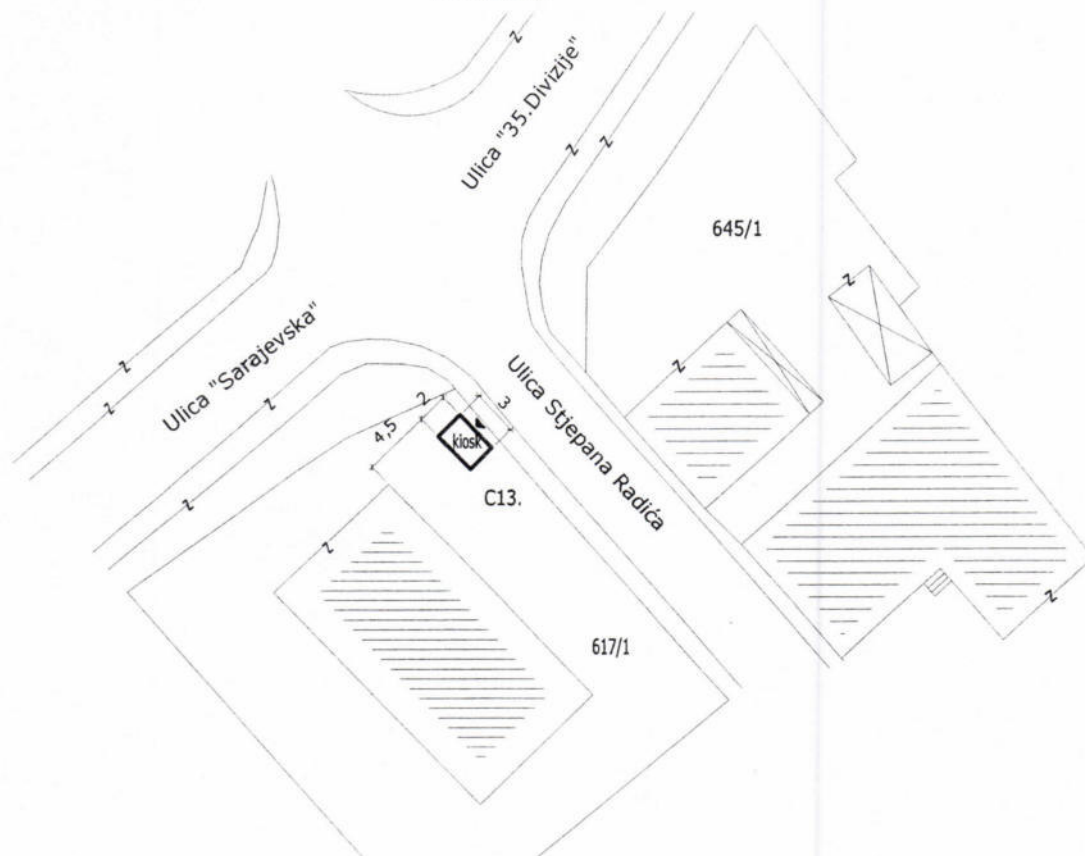 Ulica "35.Divizije"
645/1
Ulica "Sarajevska"
Ulica Stjepana Radića
2
3
4,5
kiosk
C13.
617/1